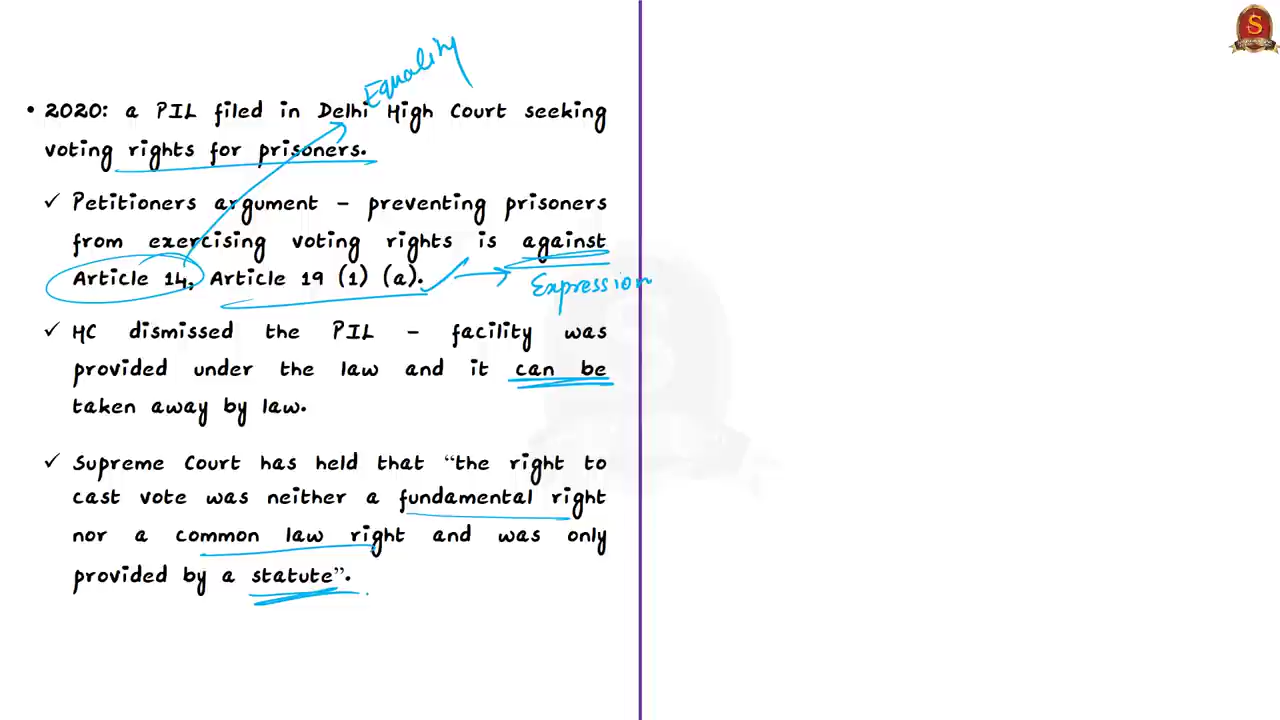 Equality
• 2020: a PIL filed in Delhi High Court seeking
voting rights for prisoners.
✓ Petitioners argument – preventing prisoners
from exercising voting rights is against
Article 14, Article 19 (1) (a).
Expression
✓ HC dismissed the PIL – facility was
provided under the law and it can be
taken away by law.
✓ Supreme Court has held that “the right to
cast vote was neither a fundamental right
nor a common law right and was only
provided by a statute”.
S